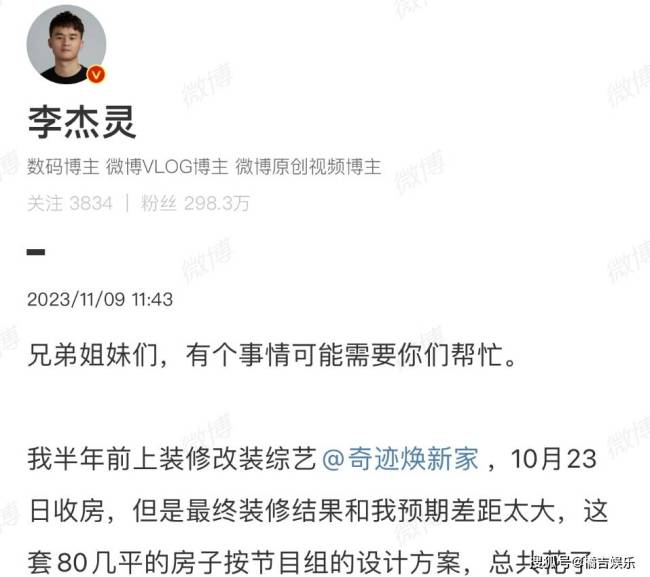 李杰灵
数码博主 微博VLOG博主 微博原创视频博主
关注 3834 | 粉丝 298.3万
2023/11/09 11:43
兄弟姐妹们，有个事情可能需要你们帮忙。
我半年前上装修改装综艺@奇迹焕新家 ，10月23
日收房，但是最终装修结果和我预期差距太大，这
套80几平的房子按节目组的设计方案，总共花了
搜狐号@橘吉娱乐
微博
微博
微博
微博
微博
微博
微博
微博